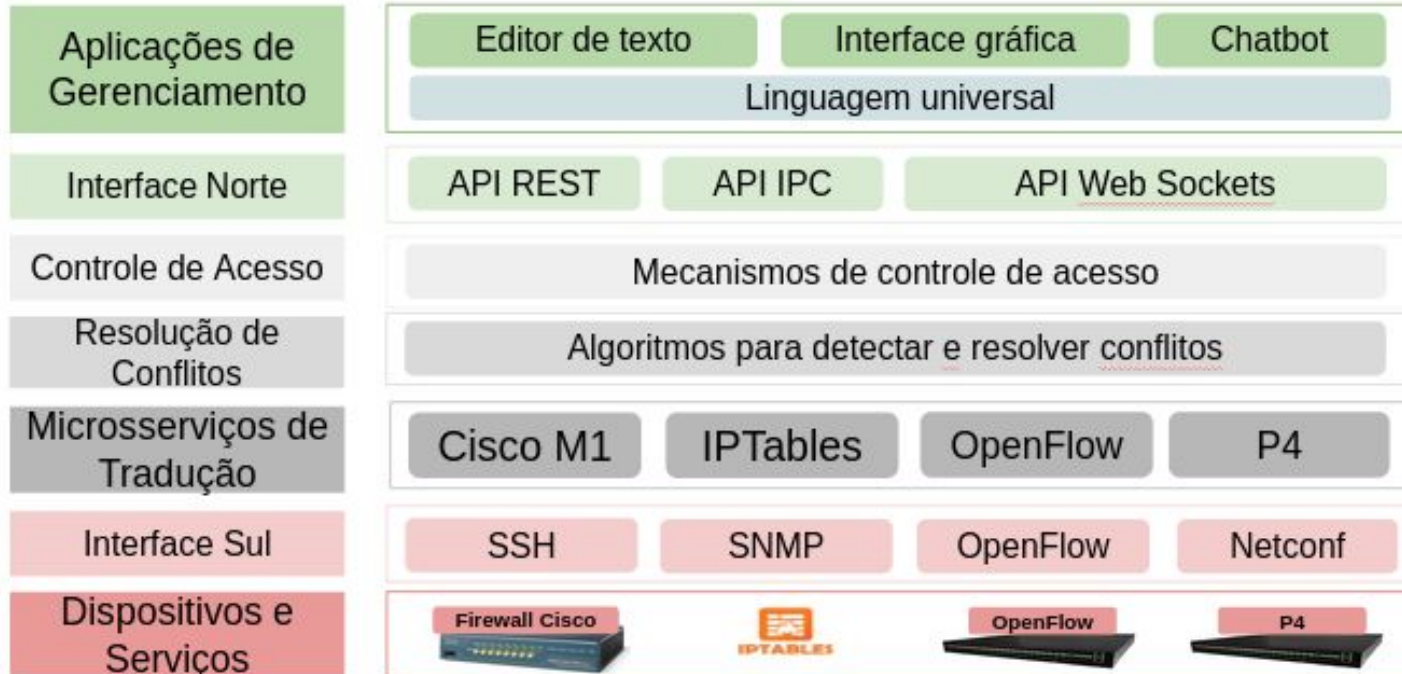 Aplicações de
Gerenciamento
Editor de texto
Interface gráfica
Chatbot
Linguagem universal
Interface Norte
API REST
API IPC
API Web Sockets
Controle de Acesso
Mecanismos de controle de acesso
Resolução de
Conflitos
Algoritmos para detectar e resolver conflitos
Microsserviços de
Tradução
Cisco M1
IPTables
OpenFlow
P4
Interface Sul
SSH
SNMP
OpenFlow
Netconf
Dispositivos e
Serviços
Firewall Cisco
IPTABLES
OpenFlow
P4